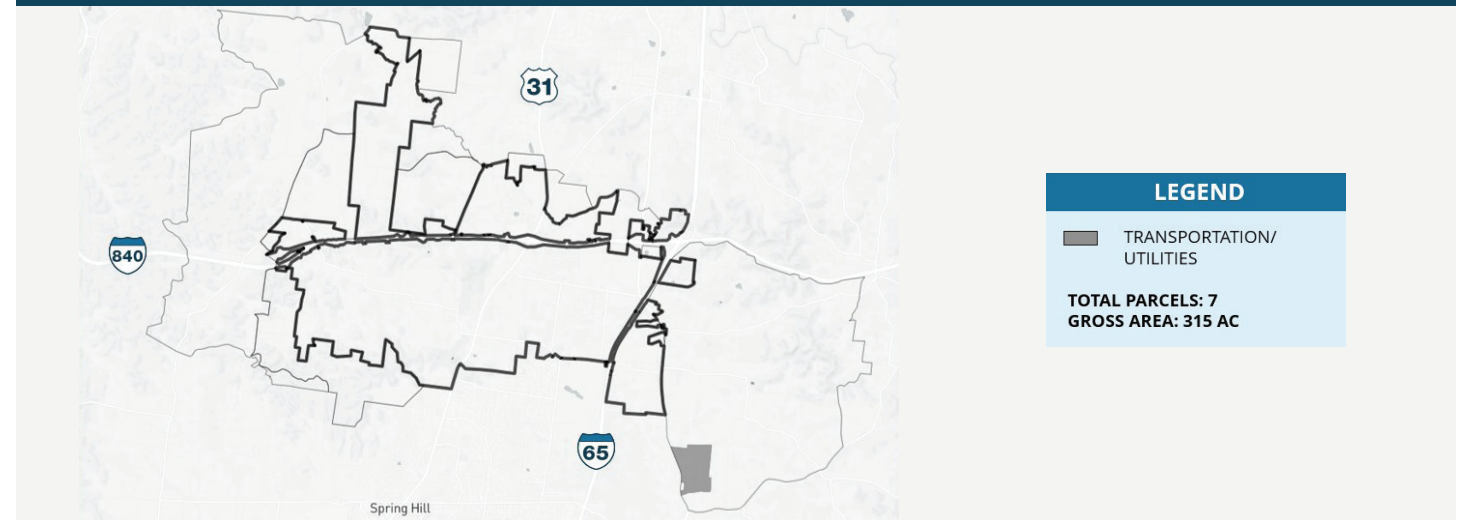 31
840
65
Spring Hill
LEGEND
TRANSPORTATION/
UTILITIES
TOTAL PARCELS: 7
GROSS AREA: 315 AC